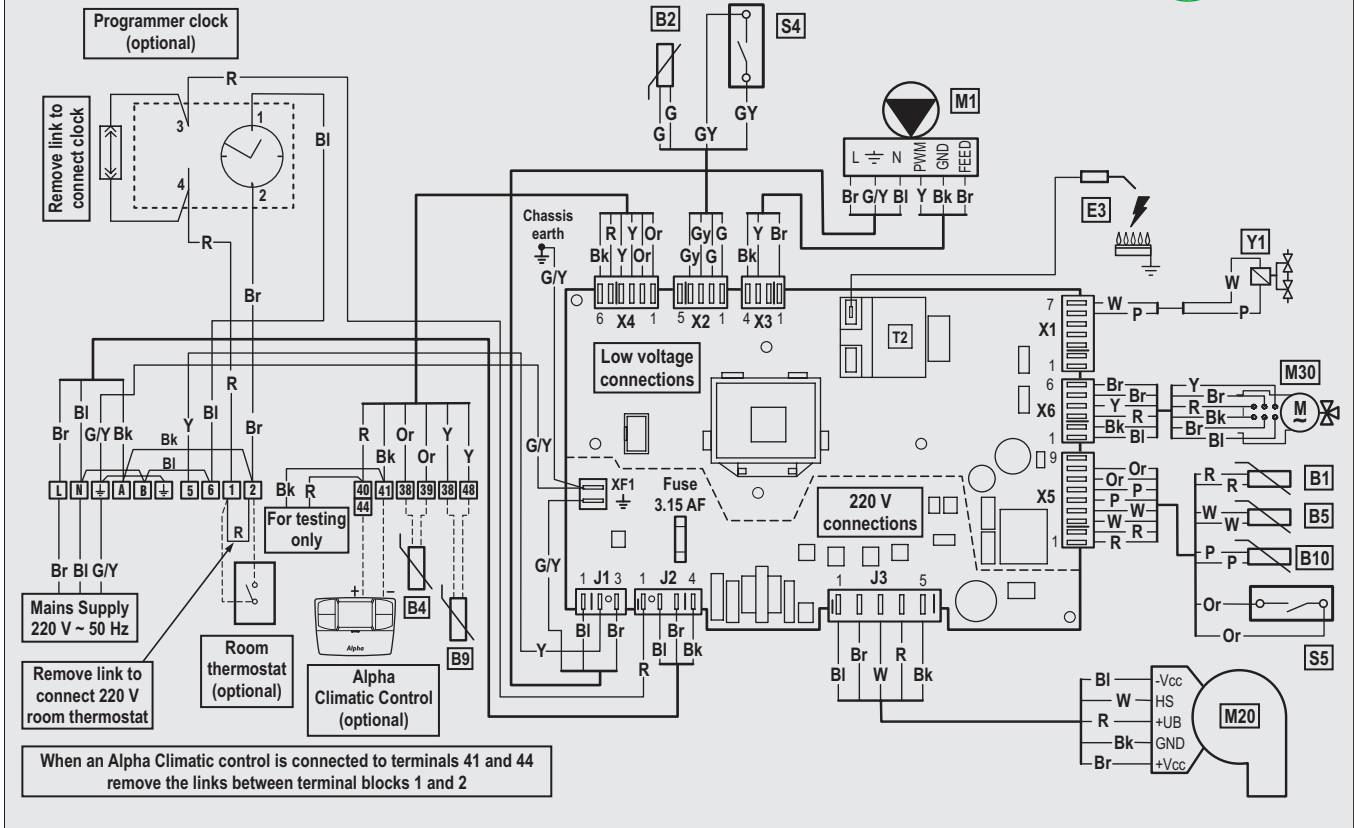 Programmer clock
(optional)
B2
S4
M1
R
Remove link to
connect clock
3
1
4
2
Bl
R
Br
G
G
GY
GY
L
N
PWM
GND
FEED
Br G/Y Bl Y Bk Br
E3
Y1
W
P
Chassis
earth
G/Y
R Y Or
Bk Y Or
Gy G
Gy G
Y Br
Bk
6 X4 1
5 X2 1
4 X3 1
T2
Low voltage
connections
7
X1
1
W
P
6
X6
1
Br
Br
Y
R
Bk
Bl
Y
Br
R
Bk
Br
Bl
M30
M
~
9
X5
1
Or
Or
P
P
W
W
R
R
R
R
B1
W
W
B5
P
P
B10
Or
Or
S5
R
Br
Bl
G/Y
Bk
Y
Bl
R
Br
Bk
Bl
L N A B 5 6 1 2
R
Bk
R
For testing
only
R
Bk
Or
Or
Y
Y
40 41 38 39 38 48
44
G/Y
XF1
Fuse
3.15 AF
220 V
connections
G/Y
1 J1 3
1 J2 4
1 J3 5
Bl
Br
Y
R
Br
Bl Bk
Br R
Bl W Bk
Br Bl G/Y
Mains Supply
220 V ~ 50 Hz
Room
thermostat
(optional)
+ −
Alpha
Alpha
Climatic Control
(optional)
B4
B9
Remove link to
connect 220 V
room thermostat
Bl -Vcc
W HS
R +UB
Bk GND
Br +Vcc
M20
When an Alpha Climatic control is connected to terminals 41 and 44
remove the links between terminal blocks 1 and 2